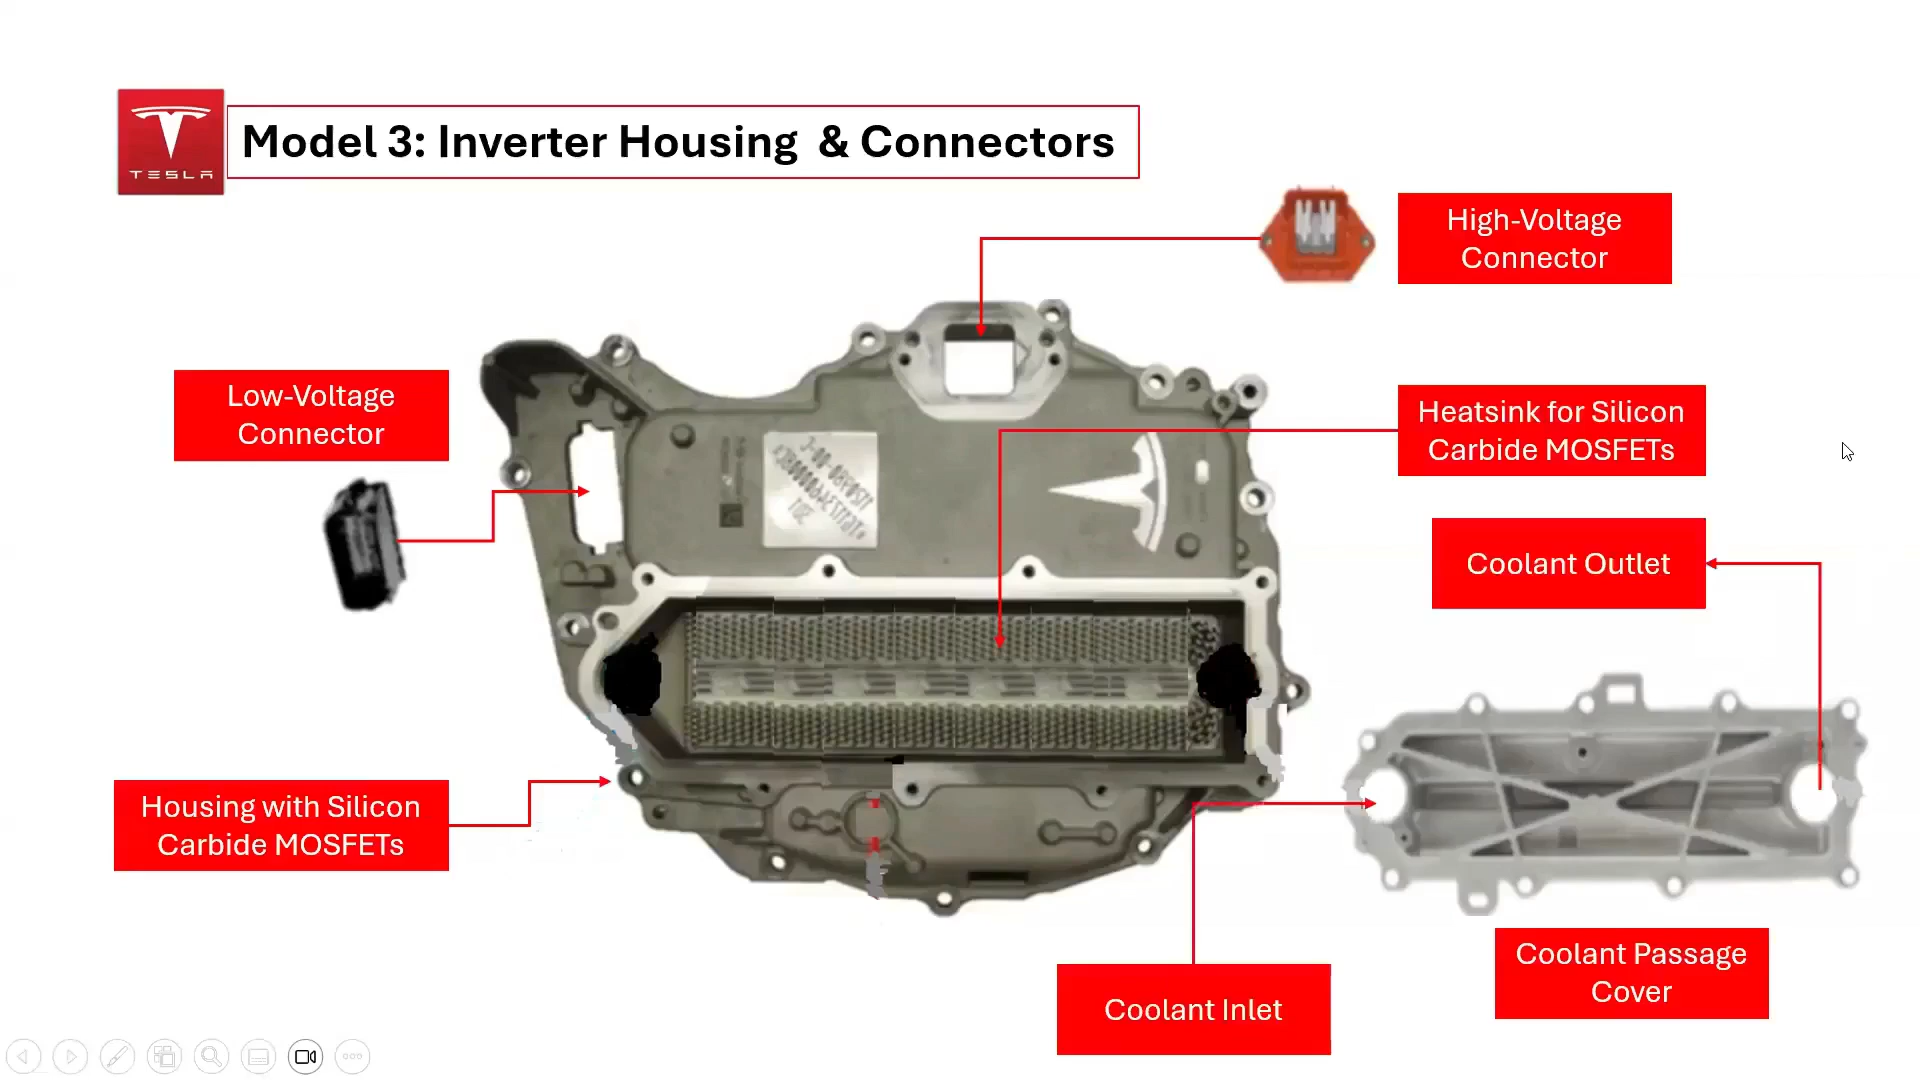 TESLA
Model 3: Inverter Housing & Connectors
High-Voltage
Connector
Low-Voltage
Connector
Heatsink for Silicon
Carbide MOSFETs
Coolant Outlet
Housing with Silicon
Carbide MOSFETs
Coolant Inlet
Coolant Passage
Cover